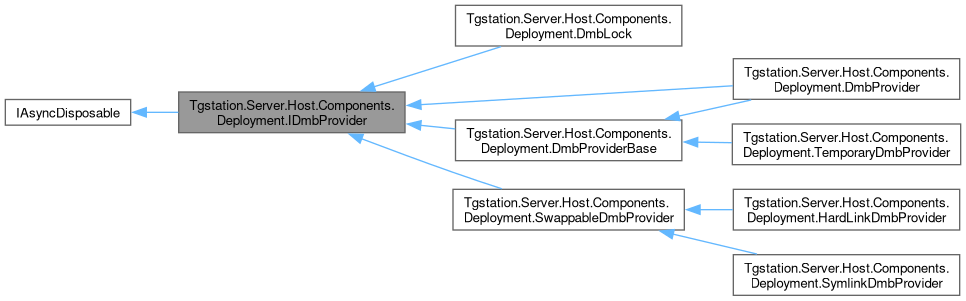 IAsyncDisposable
Tgstation.Server.Host.Components.
Deployment.IDmbProvider
Tgstation.Server.Host.Components.
Deployment.DmbLock
Tgstation.Server.Host.Components.
Deployment.DmbProviderBase
Tgstation.Server.Host.Components.
Deployment.SwappableDmbProvider
Tgstation.Server.Host.Components.
Deployment.DmbProvider
Tgstation.Server.Host.Components.
Deployment.TemporaryDmbProvider
Tgstation.Server.Host.Components.
Deployment.HardLinkDmbProvider
Tgstation.Server.Host.Components.
Deployment.SymlinkDmbProvider